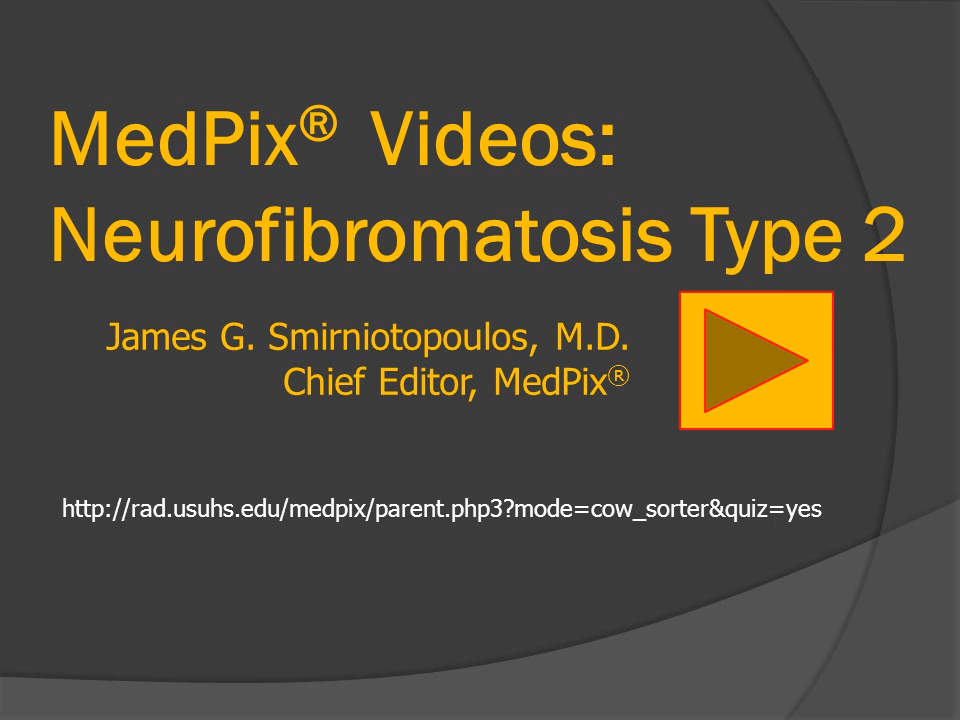 MedPix® Videos:
Neurofibromatosis Type 2
James G. Smirniotopoulos, M.D.
Chief Editor, MedPix®
http://rad.usuhs.edu/medpix/parent.php3?mode=cow_sorter&quiz=yes